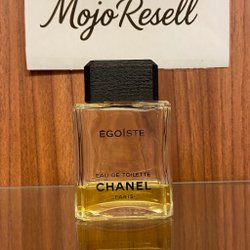 MojoResell
EGOÏSTE
EAU DE TOILETTE
CHANEL
PARIS